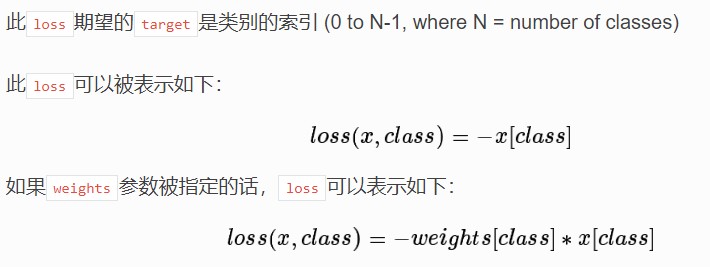 此loss期望的target是类别的索引 (0 to N-1, where N = number of classes)
此loss可以被表示如下：
loss(x, class) = −x[class]
如果weights参数被指定的话，loss可以表示如下：
loss(x, class) = −weights[class] ∗ x[class]